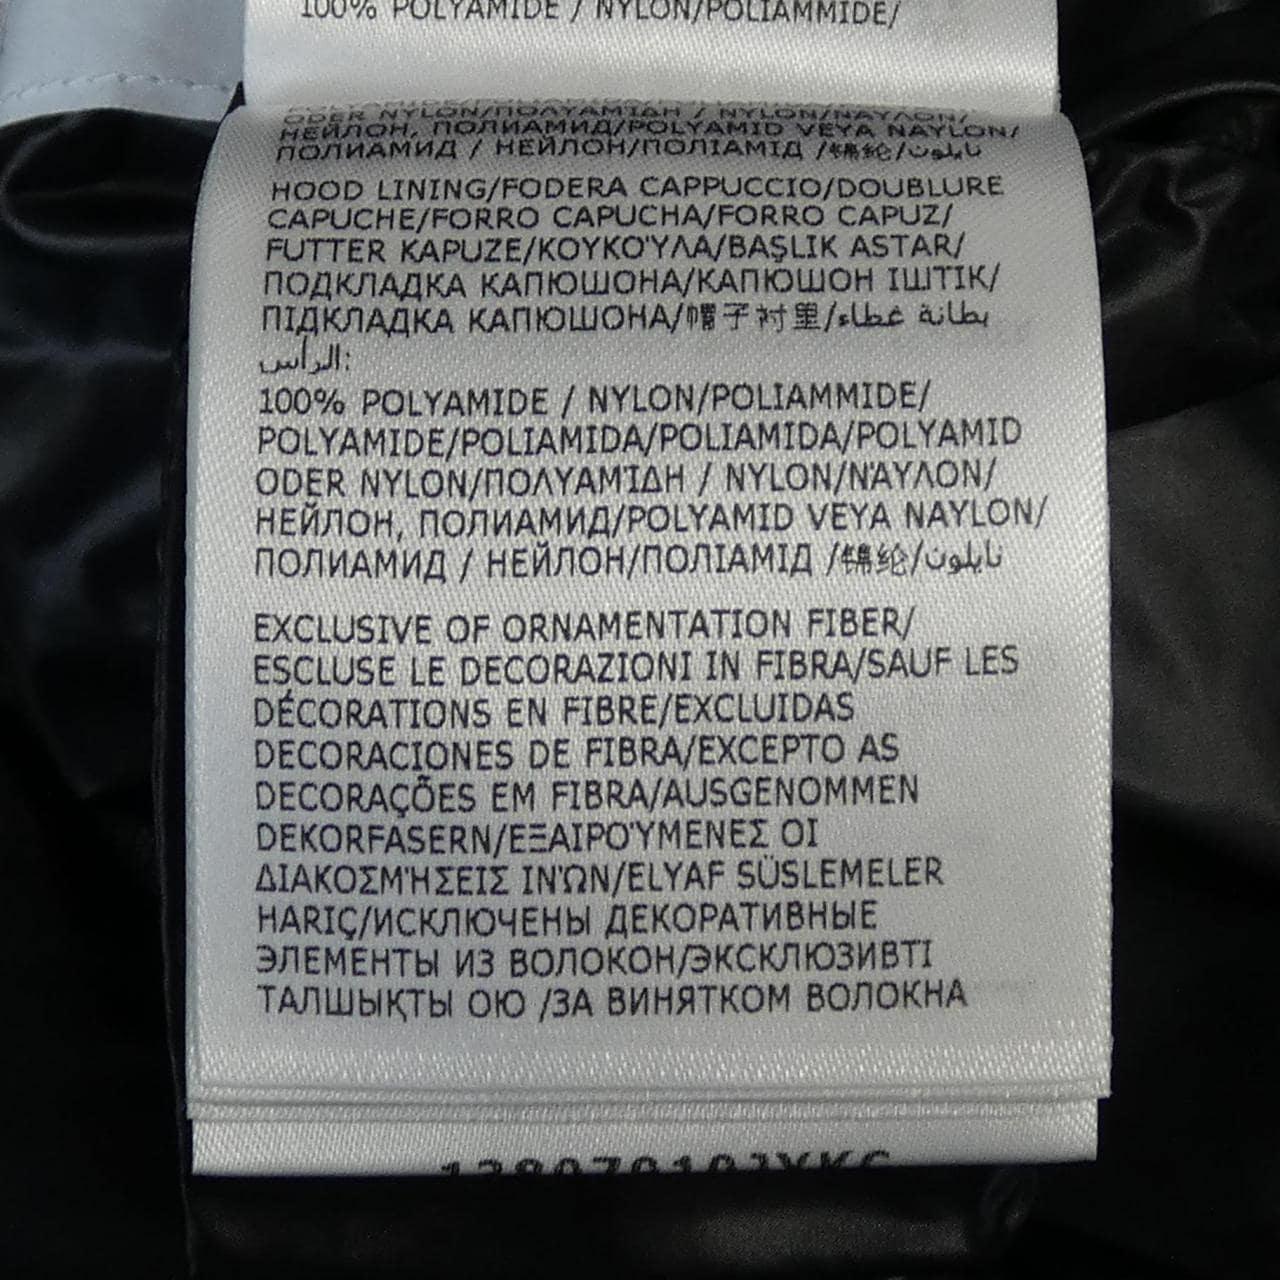 100% POLYAMIDE / NYLON/POLIAMMIDE/
ODER NYLON/ΠΟΛΥΑΜΊΔΗ / NYLON/ΝΆΥΛΟΝ/
НЕЙЛОН, ПОЛИАМИД/POLYAMID VEYA NAYLON/
ПОЛИАМИД / НЕЙЛОН/ПОЛІАМІД /锦纶/نايلون
HOOD LINING/FODERA CAPPUCCIO/DOUBLURE
CAPUCHE/FORRO CAPUCHA/FORRO CAPUZ/
FUTTER KAPUZE/ΚΟΥΚΟΎΛΑ/BAŞLIK ASTAR/
ПОДКЛАДКА КАПЮШОНА/КАПЮШОН ІШТІК/
ПІДКЛАДКА КАПЮШОНА/帽子衬里/بطانة غطاء
الرأس:
100% POLYAMIDE / NYLON/POLIAMMIDE/
POLYAMIDE/POLIAMIDA/POLIAMIDA/POLYAMID
ODER NYLON/ΠΟΛΥΑΜΊΔΗ / NYLON/ΝΆΥΛΟΝ/
НЕЙЛОН, ПОЛИАМИД/POLYAMID VEYA NAYLON/
ПОЛИАМИД / НЕЙЛОН/ПОЛІАМІД /锦纶/نايلون
EXCLUSIVE OF ORNAMENTATION FIBER/
ESCLUSE LE DECORAZIONI IN FIBRA/SAUF LES
DÉCORATIONS EN FIBRE/EXCLUIDAS
DECORACIONES DE FIBRA/EXCEPTO AS
DECORAÇÕES EM FIBRA/AUSGENOMMEN
DEKORFASERN/ΕΞΑΙΡΟΎΜΕΝΕΣ ΟΙ
ΔΙΑΚΟΣΜΉΣΕΙΣ ΙΝΏΝ/ELYAF SÜSLEMELER
HARIÇ/ИСКЛЮЧЕНЫ ДЕКОРАТИВНЫЕ
ЭЛЕМЕНТЫ ИЗ ВОЛОКОН/ЭКСКЛЮЗИВТІ
ТАЛШЫҚТЫ ОЮ /ЗА ВИНЯТКОМ ВОЛОКНА